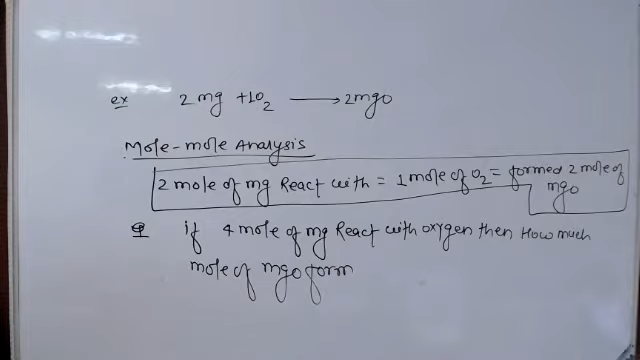 ex 2mg + 1O₂ ⟶ 2mgo
Mole-mole Analysis
2 mole of mg React with = 1 mole of O₂ = formed 2 mole of
mgo
Q if 4 mole of mg React with oxygen then How much
mole of mgo form